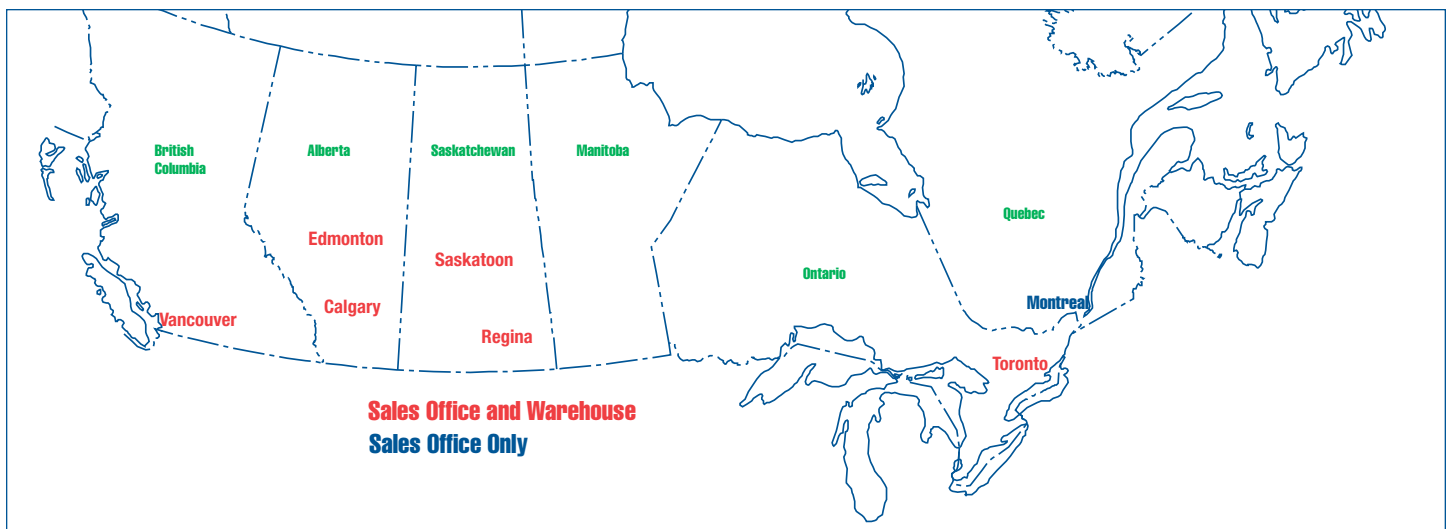 British
Columbia
Alberta
Saskatchewan
Manitoba
Quebec
Edmonton
Saskatoon
Ontario
Calgary
Montreal
Vancouver
Regina
Toronto
Sales Office and Warehouse
Sales Office Only